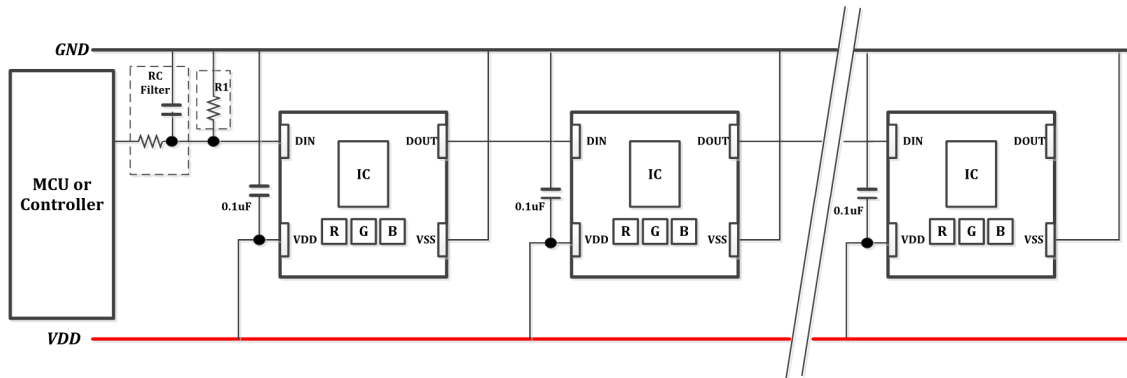 GND
RC
Filter
R1
MCU or
Controller
0.1uF
DIN
DOUT
IC
VDD
R G B
VSS
0.1uF
DIN
DOUT
IC
VDD
R G B
VSS
0.1uF
DIN
DOUT
IC
VDD
R G B
VSS
VDD